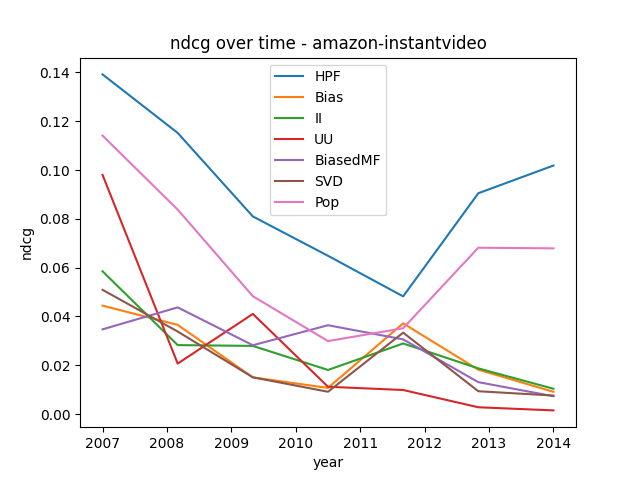 ndcg over time - amazon-instantvideo
HPF
Bias
II
UU
BiasedMF
SVD
Pop
0.14
0.12
0.10
0.08
0.06
0.04
0.02
0.00
ndcg
2007 2008 2009 2010 2011 2012 2013 2014
year